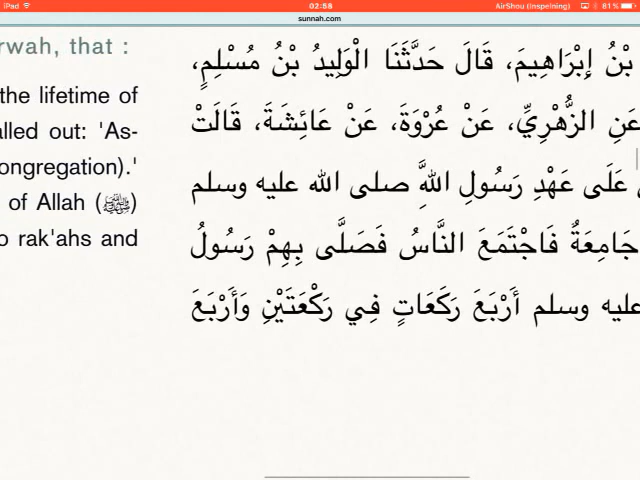 iPad
02:58
AirShou (Inspelning)
61 %
sunnah.com
rwah, that :
the lifetime of
alled out: 'As-
ongregation).'
of Allah (ﷺ)
o rak'ahs and
بْنُ إِبْرَاهِيمَ، قَالَ حَدَّثَنَا الْوَلِيدُ بْنُ مُسْلِمٍ،
عَنِ الزُّهْرِيِّ، عَنْ عُرْوَةَ، عَنْ عَائِشَةَ، قَالَتْ
عَلَى عَهْدِ رَسُولِ اللَّهِ صلى الله عليه وسلم
جَامِعَةٌ فَاجْتَمَعَ النَّاسُ فَصَلَّى بِهِمْ رَسُولُ
عليه وسلم أَرْبَعَ رَكَعَاتٍ فِي رَكْعَتَيْنِ وَأَرْبَعَ